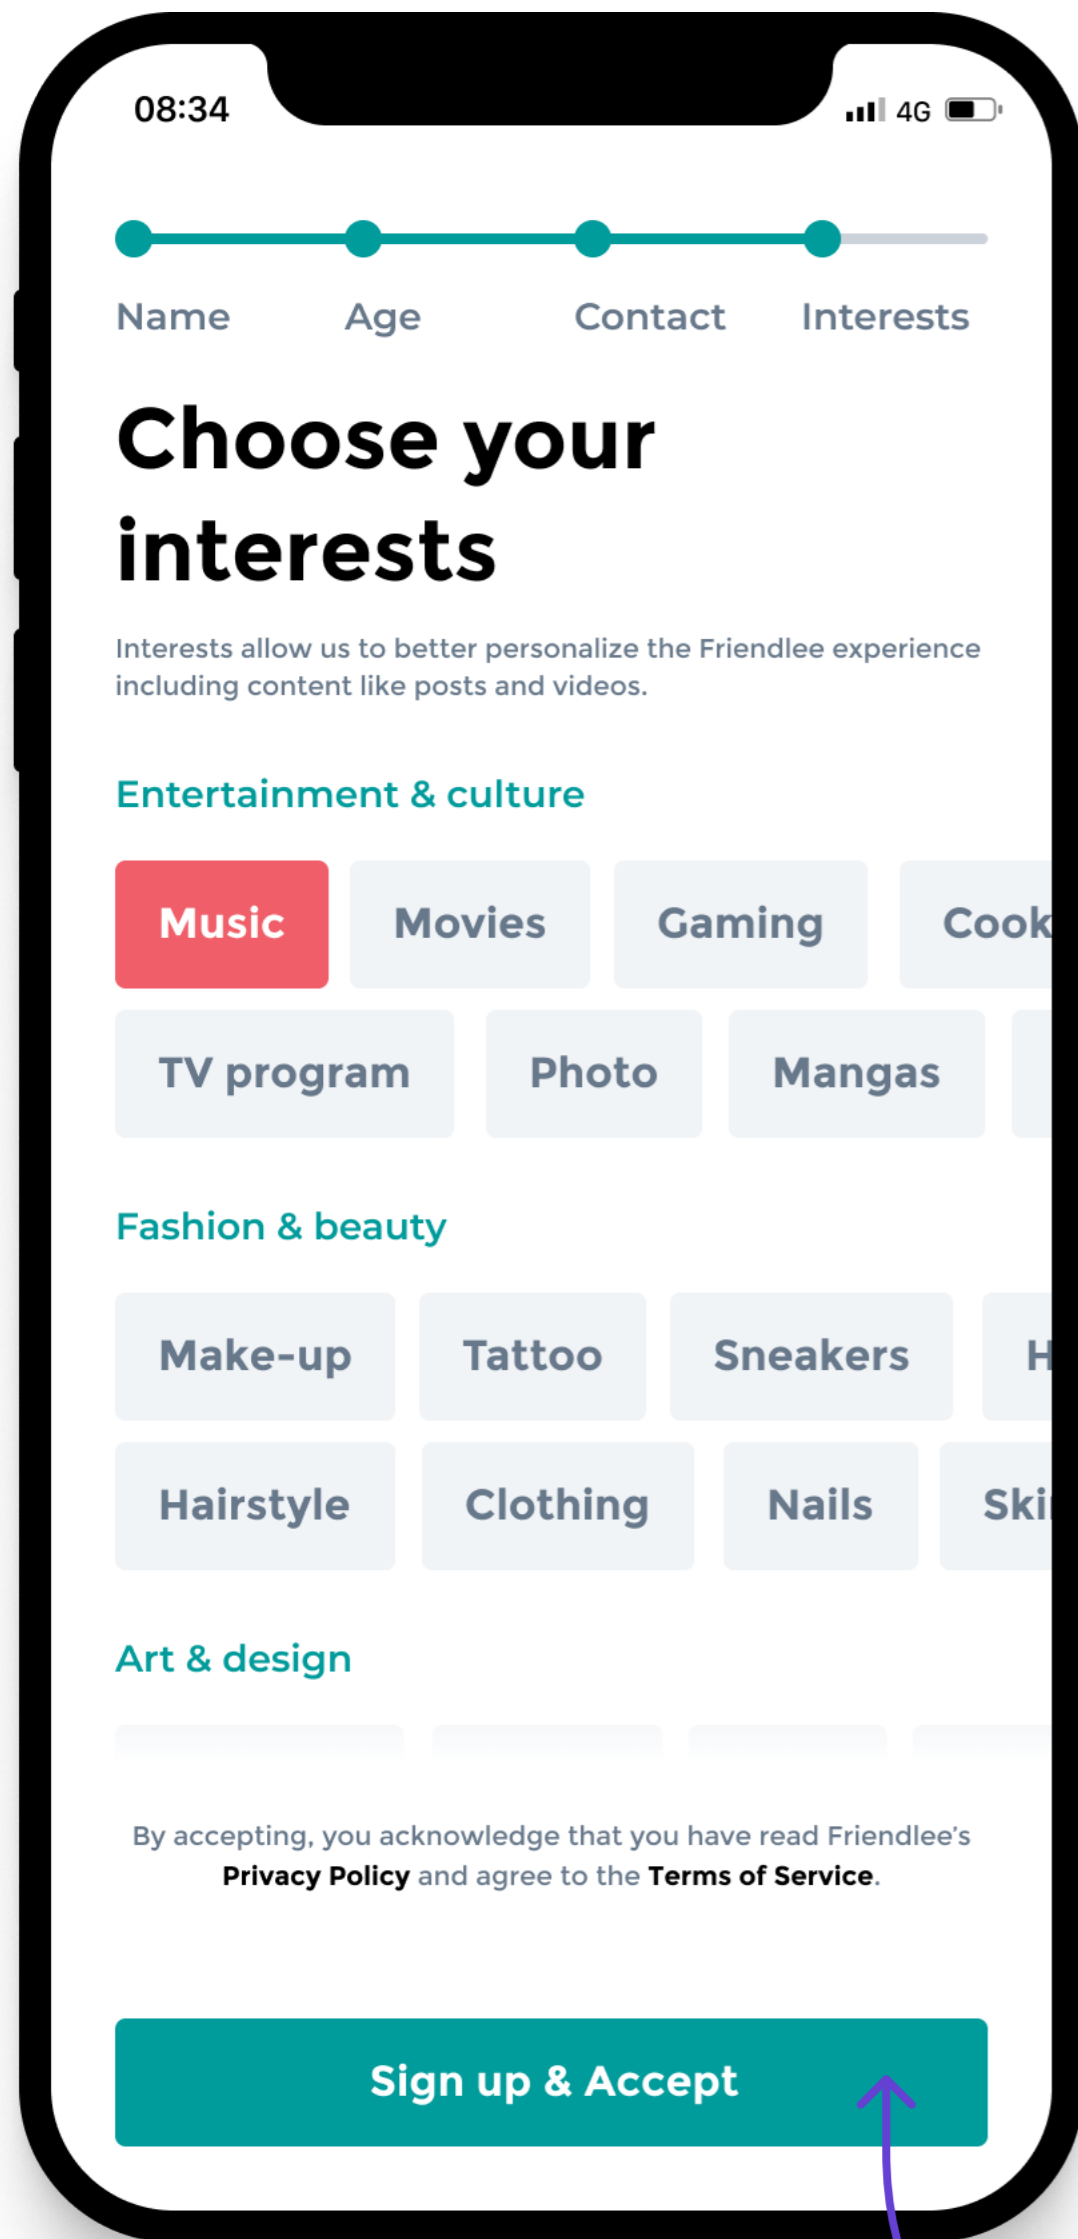 08:34 4G
Name Age Contact Interests
Choose your
interests
Interests allow us to better personalize the Friendlee experience
including content like posts and videos.
Entertainment & culture
Music Movies Gaming Cook
TV program Photo Mangas
Fashion & beauty
Make-up Tattoo Sneakers H
Hairstyle Clothing Nails Ski
Art & design
By accepting, you acknowledge that you have read Friendlee’s
Privacy Policy and agree to the Terms of Service.
Sign up & Accept